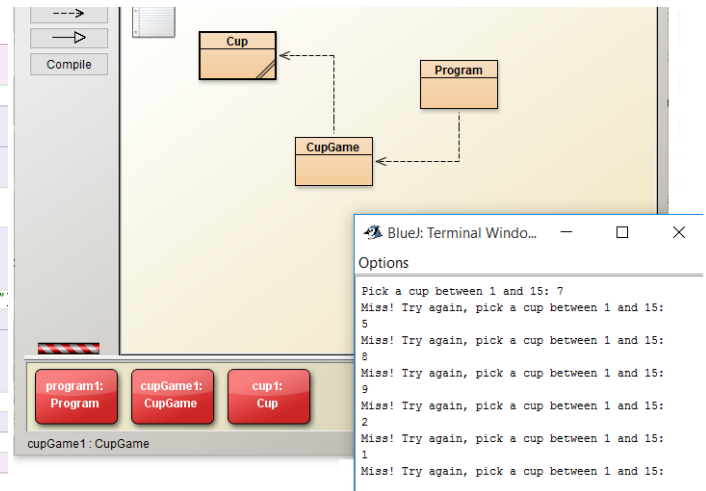 Compile
Cup
Program
CupGame
BlueJ: Terminal Windo...
Options
Pick a cup between 1 and 15: 7
Miss! Try again, pick a cup between 1 and 15:
5
Miss! Try again, pick a cup between 1 and 15:
8
Miss! Try again, pick a cup between 1 and 15:
9
Miss! Try again, pick a cup between 1 and 15:
2
Miss! Try again, pick a cup between 1 and 15:
1
Miss! Try again, pick a cup between 1 and 15:
program1:
Program
cupGame1:
CupGame
cup1:
Cup
cupGame1 : CupGame